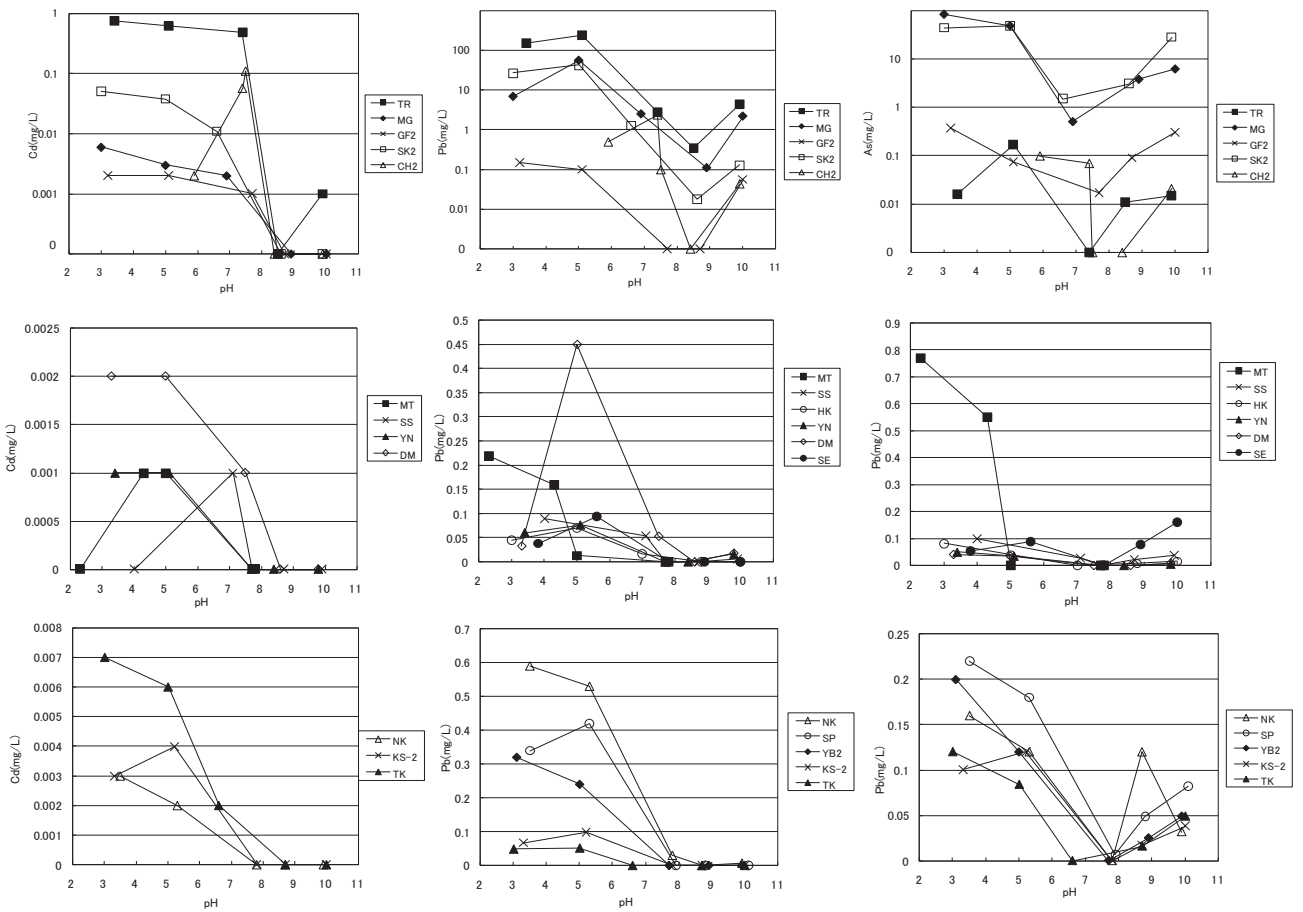 Cd(mg/L)
1
0.1
0.01
0.001
0
2 3 4 5 6 7 8 9 10 11
pH
TR
MG
GF2
SK2
CH2
Pb(mg/L)
100
10
1
0.1
0.01
0
2 3 4 5 6 7 8 9 10 11
pH
TR
MG
GF2
SK2
CH2
As(mg/L)
10
1
0.1
0.01
0
2 3 4 5 6 7 8 9 10 11
pH
TR
MG
GF2
SK2
CH2
Cd(mg/L)
0.0025
0.002
0.0015
0.001
0.0005
0
2 3 4 5 6 7 8 9 10 11
pH
MT
SS
YN
DM
Pb(mg/L)
0.5
0.45
0.4
0.35
0.3
0.25
0.2
0.15
0.1
0.05
0
2 3 4 5 6 7 8 9 10 11
pH
MT
SS
HK
YN
DM
SE
Pb(mg/L)
0.9
0.8
0.7
0.6
0.5
0.4
0.3
0.2
0.1
0
2 3 4 5 6 7 8 9 10 11
pH
MT
SS
HK
YN
DM
SE
Cd(mg/L)
0.008
0.007
0.006
0.005
0.004
0.003
0.002
0.001
0
2 3 4 5 6 7 8 9 10 11
pH
NK
KS-2
TK
Pb(mg/L)
0.7
0.6
0.5
0.4
0.3
0.2
0.1
0
2 3 4 5 6 7 8 9 10 11
pH
NK
SP
YB2
KS-2
TK
Pb(mg/L)
0.25
0.2
0.15
0.1
0.05
0
2 3 4 5 6 7 8 9 10 11
pH
NK
SP
YB2
KS-2
TK